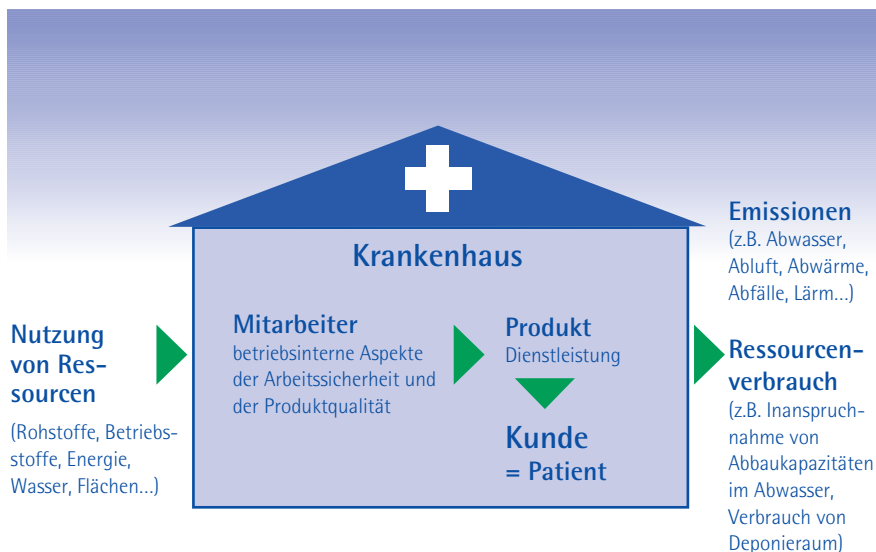 Krankenhaus
Nutzung
von Res-
sourcen
(Rohstoffe, Betriebs-
stoffe, Energie,
Wasser, Flächen...)
Mitarbeiter
betriebsinterne Aspekte
der Arbeitssicherheit und
der Produktqualität
Produkt
Dienstleistung
Kunde
= Patient
Emissionen
(z.B. Abwasser,
Abluft, Abwärme,
Abfälle, Lärm...)
Ressourcen-
verbrauch
(z.B. Inanspruch-
nahme von
Abbaukapazitäten
im Abwasser,
Verbrauch von
Deponieraum)